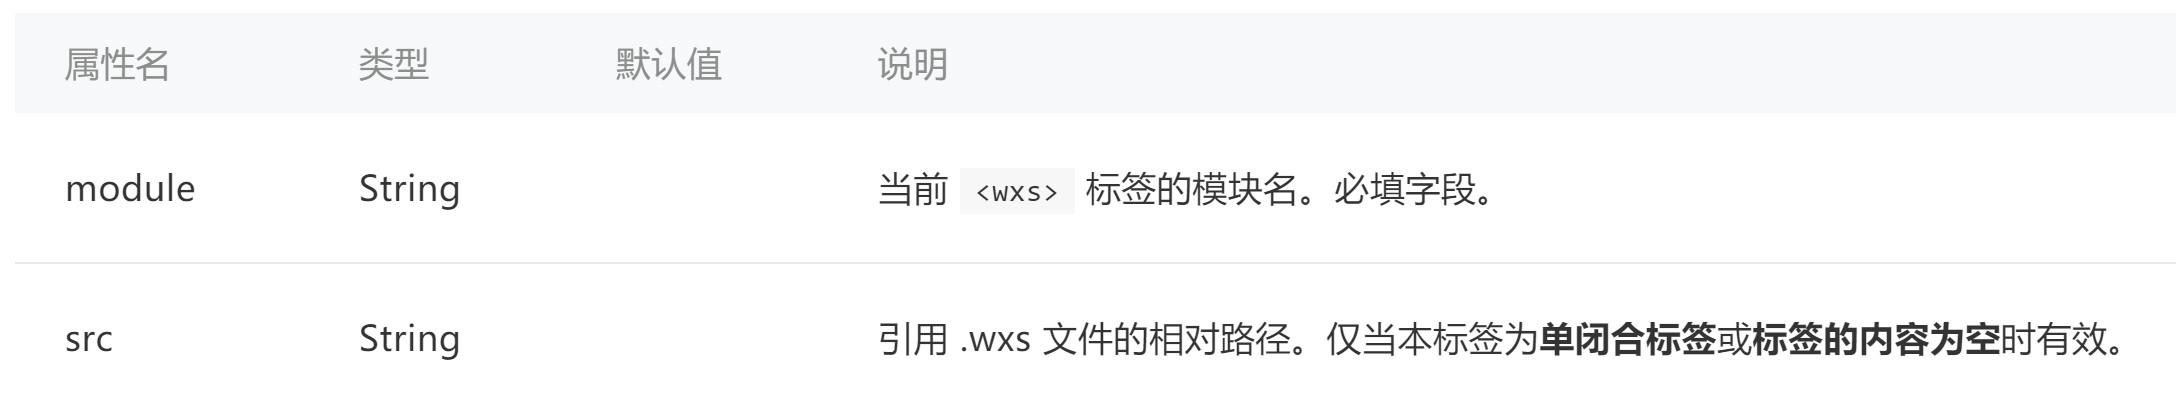 属性名 类型 默认值 说明
module String 当前 <wxs> 标签的模块名。必填字段。
src String 引用 .wxs 文件的相对路径。仅当本标签为单闭合标签或标签的内容为空时有效。